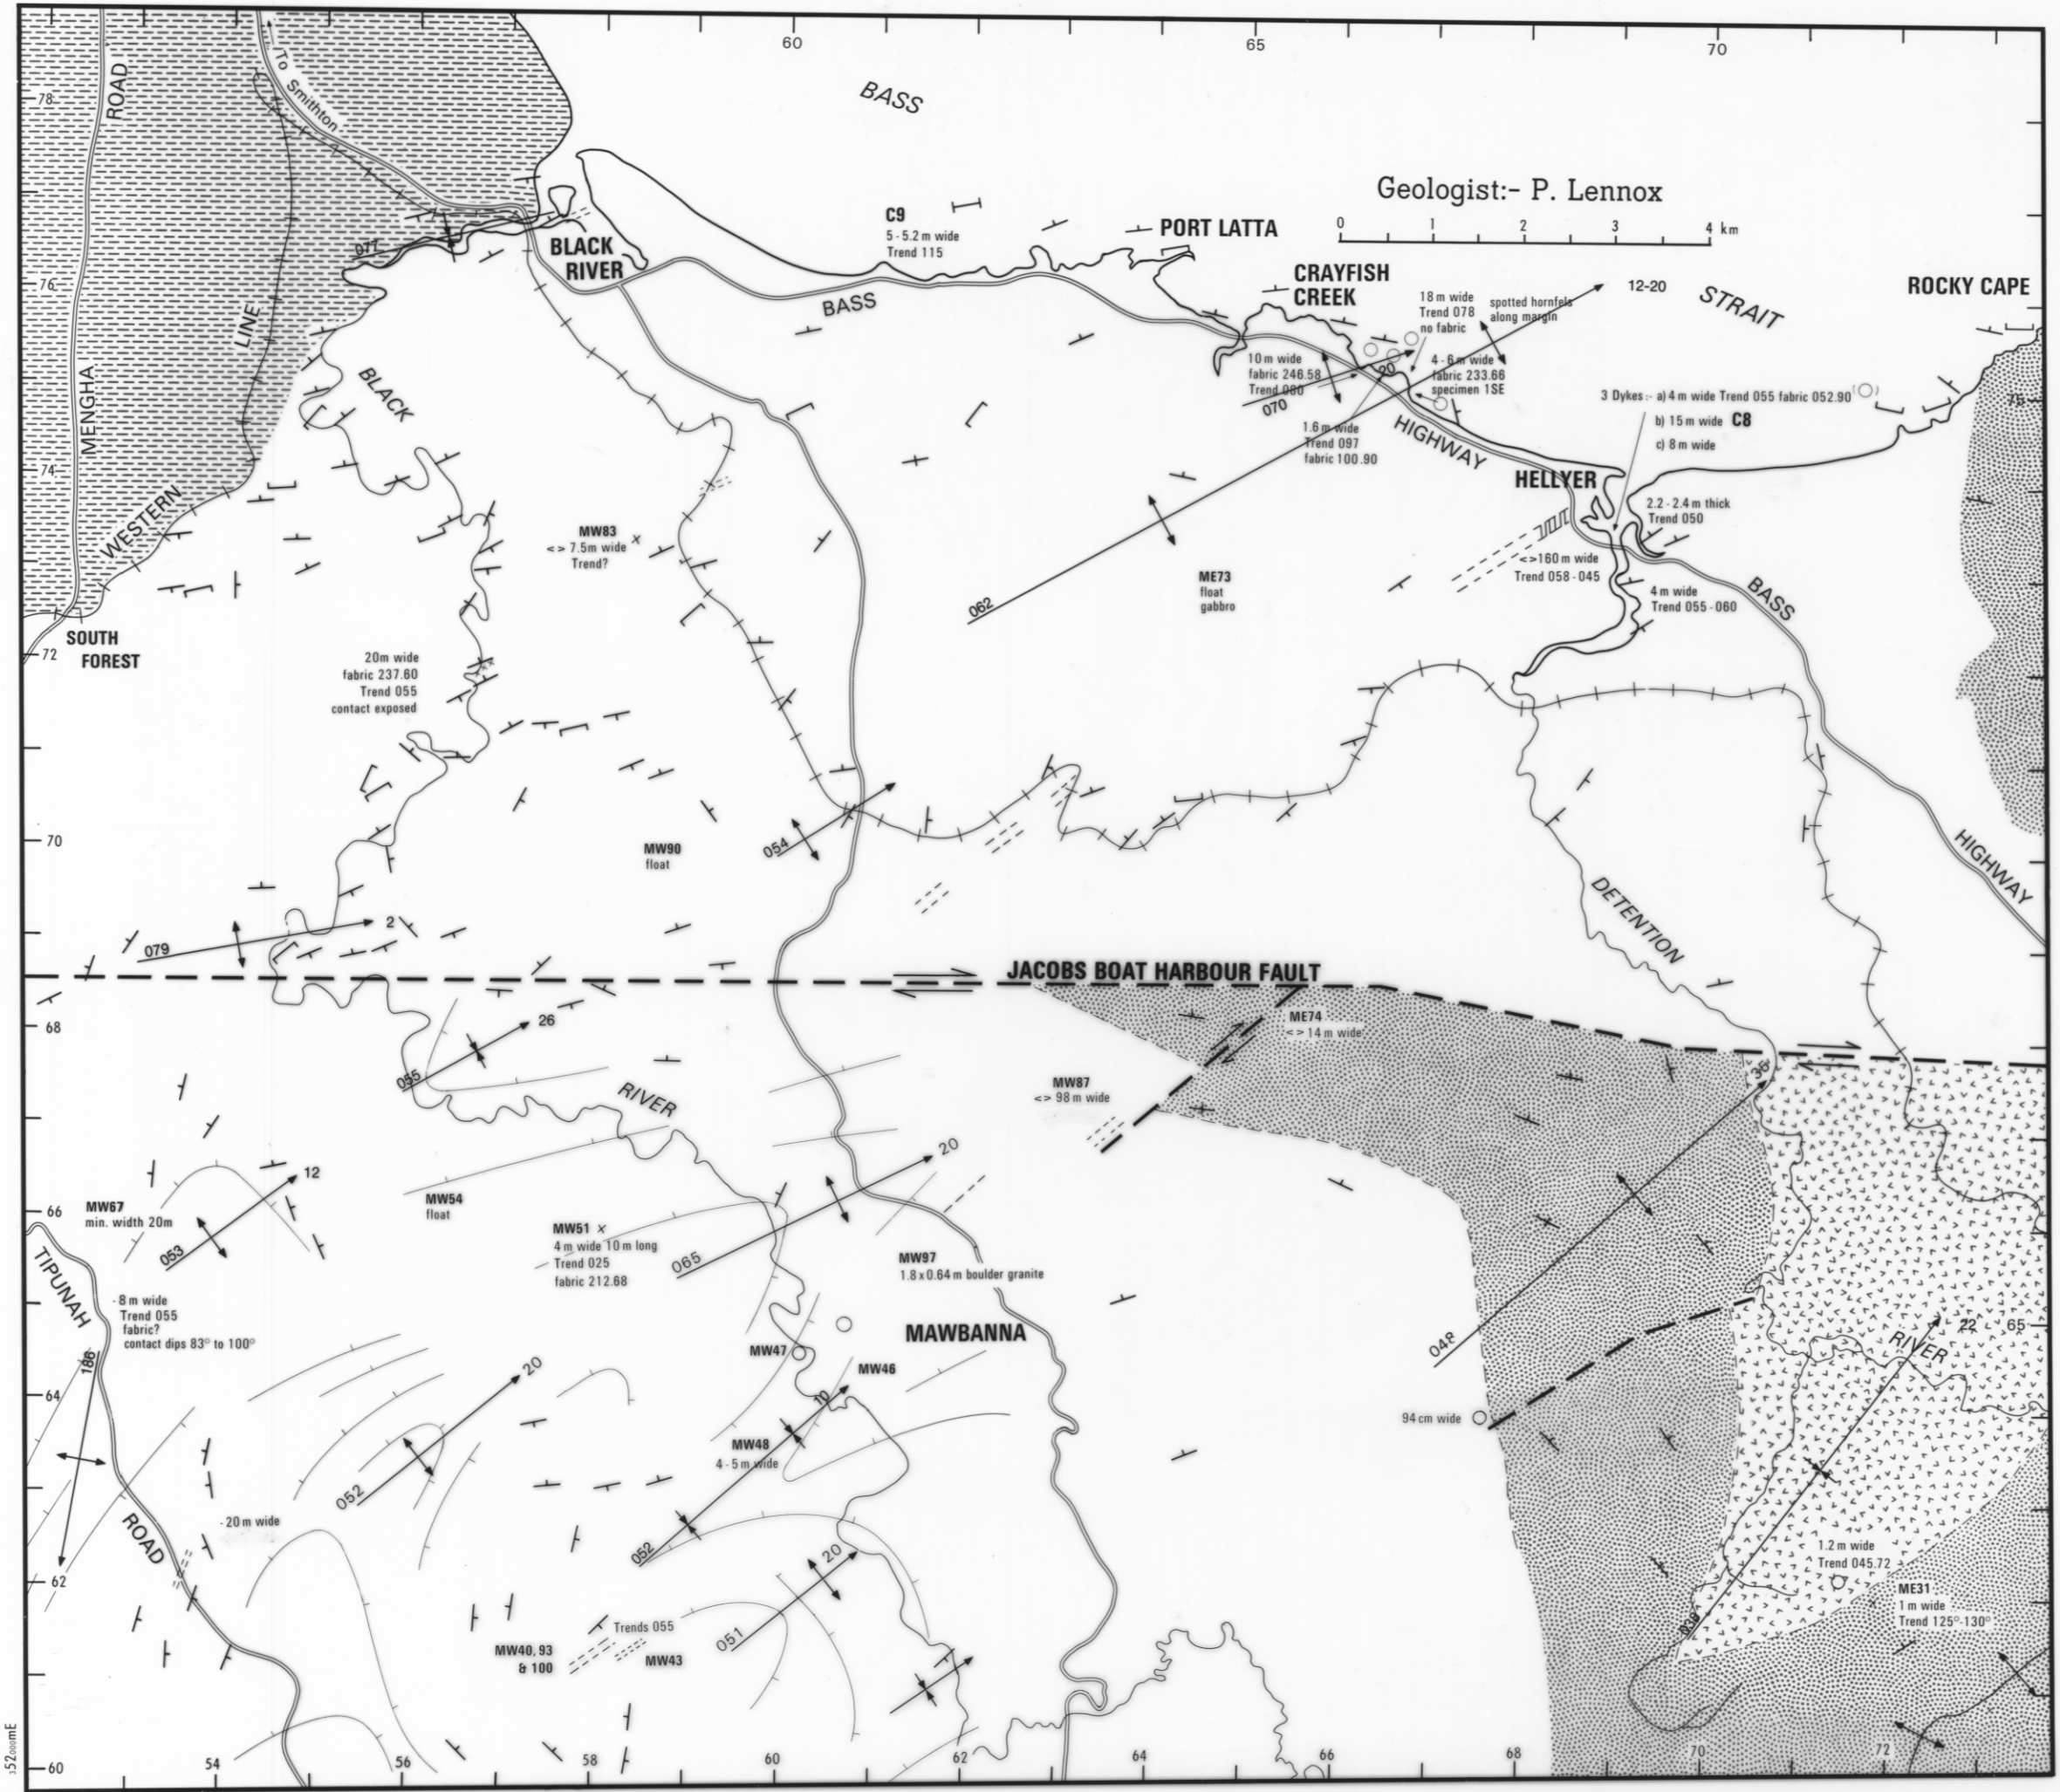 60
65
70
78
ROAD
To Smithton
BASS
Geologist:- P. Lennox
0 1 2 3 4 km
C9
5 - 5.2 m wide
Trend 115
PORT LATTA
077
BLACK
RIVER
76
BASS
CRAYFISH
CREEK
12-20
STRAIT
ROCKY CAPE
18 m wide
Trend 078
no fabric
spotted hornfels
along margin
LINE
MENGHA
BLACK
10 m wide
fabric 246.58
Trend 080
070
20
4 - 6 m wide
fabric 233.66
specimen 1SE
3 Dykes :- a) 4 m wide Trend 055 fabric 052.90
b) 15 m wide C8
c) 8 m wide
75
1.6 m wide
Trend 097
fabric 100.90
HIGHWAY
74
WESTERN
HELLYER
2.2 - 2.4 m thick
Trend 050
MW83 x
<> 7.5m wide
Trend?
<>160 m wide
Trend 058 - 045
ME73
float
gabbro
062
4 m wide
Trend 055 - 060
BASS
SOUTH
FOREST
72
20m wide
fabric 237.60
Trend 055
contact exposed
70
MW90
float
054
HIGHWAY
DETENTION
079
2
JACOBS BOAT HARBOUR FAULT
68
26
055
ME74
<> 14 m wide
RIVER
MW87
<> 98 m wide
36
20
12
66
MW67
min. width 20m
053
MW54
float
MW51 x
4 m wide 10 m long
Trend 025
fabric 212.68
065
MW97
1.8 x 0.64 m boulder granite
TIPUNAH
- 8 m wide
Trend 055
fabric?
contact dips 83° to 100°
186
MAWBANNA
MW47
MW46
048
22
65
RIVER
64
20
10
052
94 cm wide
MW48
4 - 5 m wide
ROAD
- 20 m wide
052
20
62
1.2 m wide
Trend 045.72
ME31
1 m wide
Trend 125°-130°
Trends 055
MW40, 93
& 100
MW43
051
60
54
56
58
60
62
64
66
68
70
72